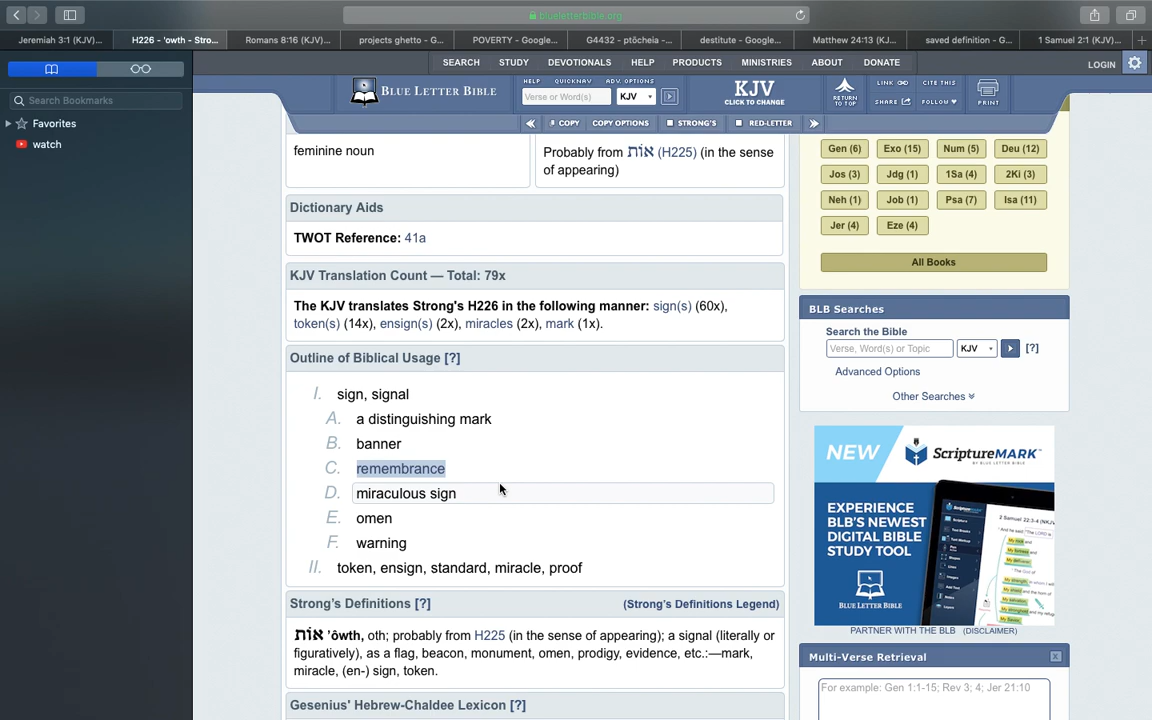 blueletterbible.org
Jeremiah 3:1 (KJV)...
H226 - 'owth - Stro...
Romans 8:16 (KJV)...
projects ghetto - G...
POVERTY - Google...
G4432 - ptōcheia -...
destitute - Google...
Matthew 24:13 (KJ...
saved definition - G...
1 Samuel 2:1 (KJV)...
Search Bookmarks
Favorites
watch
SEARCH STUDY DEVOTIONALS HELP PRODUCTS MINISTRIES ABOUT DONATE
LOGIN
BLUE LETTER BIBLE
HELP QUICKNAV ADV. OPTIONS
Verse or Word(s) KJV
KJV
CLICK TO CHANGE
RETURN
TO TOP
LINK CITE THIS
SHARE FOLLOW
PRINT
COPY COPY OPTIONS STRONG'S RED-LETTER
feminine noun
Probably from אוּת (H225) (in the sense
of appearing)
Dictionary Aids
TWOT Reference: 41a
KJV Translation Count — Total: 79x
The KJV translates Strong's H226 in the following manner: sign(s) (60x),
token(s) (14x), ensign(s) (2x), miracles (2x), mark (1x).
Outline of Biblical Usage [?]
I. sign, signal
A. a distinguishing mark
B. banner
C. remembrance
D. miraculous sign
E. omen
F. warning
II. token, ensign, standard, miracle, proof
Strong's Definitions [?] (Strong's Definitions Legend)
אוֹת 'ôwth, oth; probably from H225 (in the sense of appearing); a signal (literally or
figuratively), as a flag, beacon, monument, omen, prodigy, evidence, etc.:—mark,
miracle, (en-) sign, token.
Gesenius' Hebrew-Chaldee Lexicon [?]
Gen (6) Exo (15) Num (5) Deu (12)
Jos (3) Jdg (1) 1Sa (4) 2Ki (3)
Neh (1) Job (1) Psa (7) Isa (11)
Jer (4) Eze (4)
All Books
BLB Searches
Search the Bible
Verse, Word(s) or Topic KJV [?]
Advanced Options
Other Searches
NEW
SCRIPTUREMARK
BY BLUE LETTER BIBLE
EXPERIENCE
BLB'S NEWEST
DIGITAL BIBLE
STUDY TOOL
BLUE LETTER BIBLE
2 Samuel 22:3-4 (NKJV)
PARTNER WITH THE BLB (DISCLAIMER)
Multi-Verse Retrieval
For example: Gen 1:1-15; Rev 3; 4; Jer 21:10